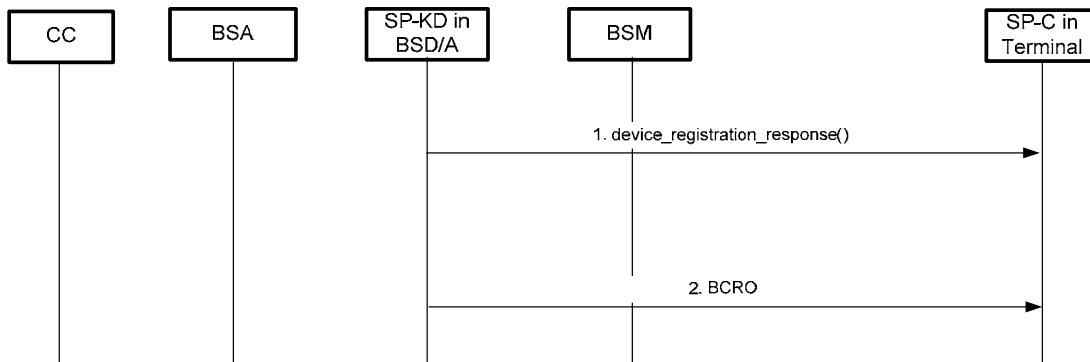 CC
BSA
SP-KD in
BSD/A
BSM
SP-C in
Terminal
1. device_registration_response()
2. BCRO